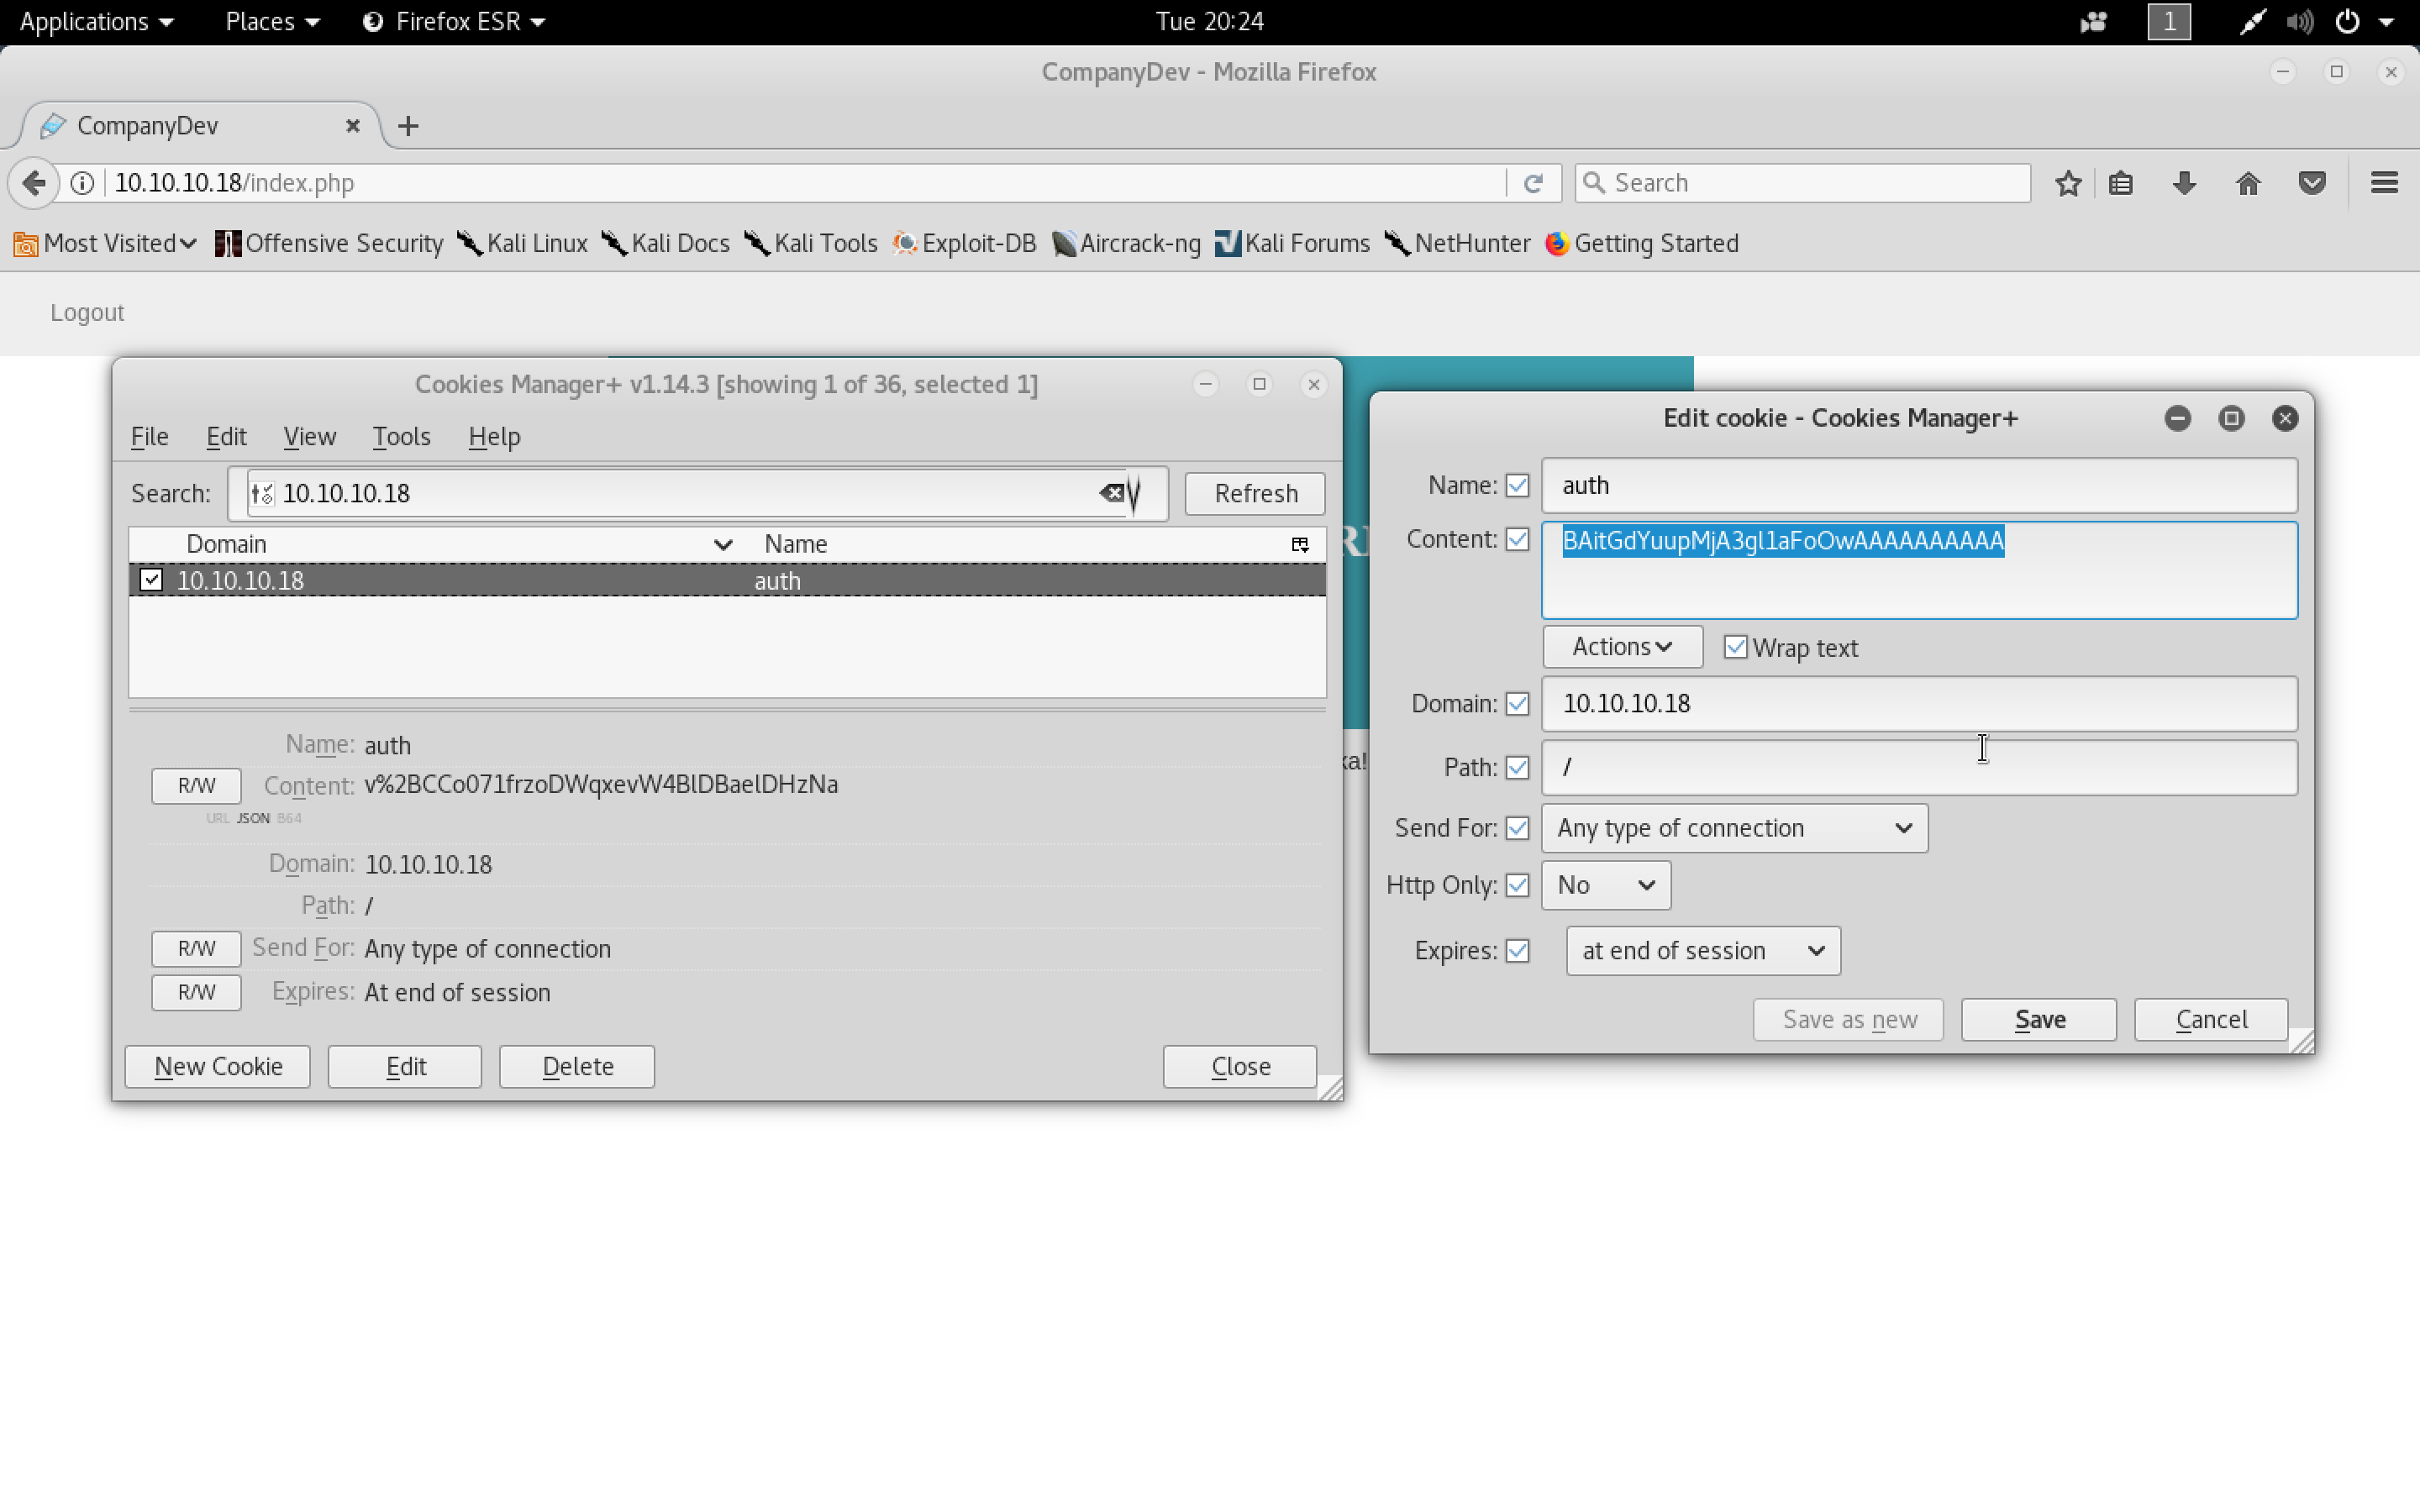 Applications Places Firefox ESR Tue 20:24 1
CompanyDev - Mozilla Firefox
CompanyDev
10.10.10.18/index.php Search
Most Visited Offensive Security Kali Linux Kali Docs Kali Tools Exploit-DB Aircrack-ng Kali Forums NetHunter Getting Started
Logout
Cookies Manager+ v1.14.3 [showing 1 of 36, selected 1]
File Edit View Tools Help
Search: 10.10.10.18 Refresh
Domain Name
10.10.10.18 auth
Name: auth
R/W Content: v%2BCCo071frzoDWqxevW4BlDBaelDHzNa
URL JSON B64
Domain: 10.10.10.18
Path: /
R/W Send For: Any type of connection
R/W Expires: At end of session
New Cookie Edit Delete Close
Edit cookie - Cookies Manager+
Name: auth
Content: BAitGdYuupMjA3gl1aFoOwAAAAAAAAAA
Actions Wrap text
Domain: 10.10.10.18
Path: /
Send For: Any type of connection
Http Only: No
Expires: at end of session
Save as new Save Cancel